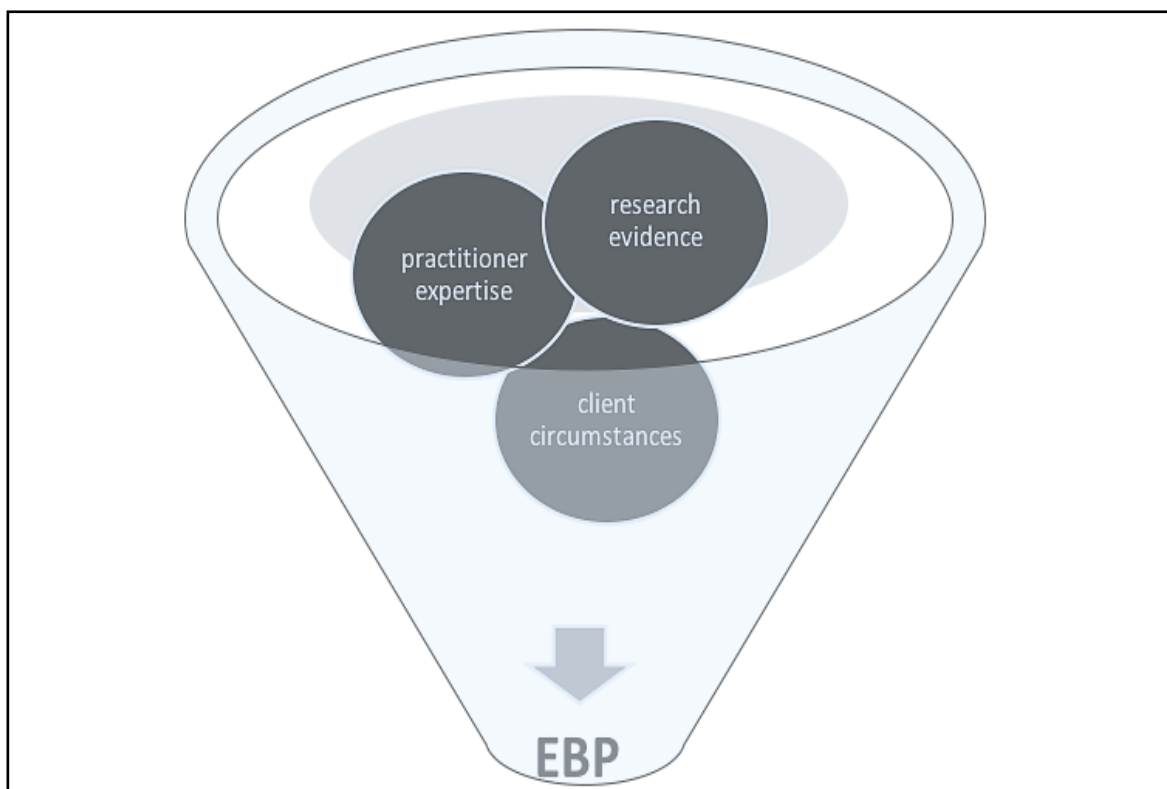 research
evidence
practitioner
expertise
client
circumstances
EBP